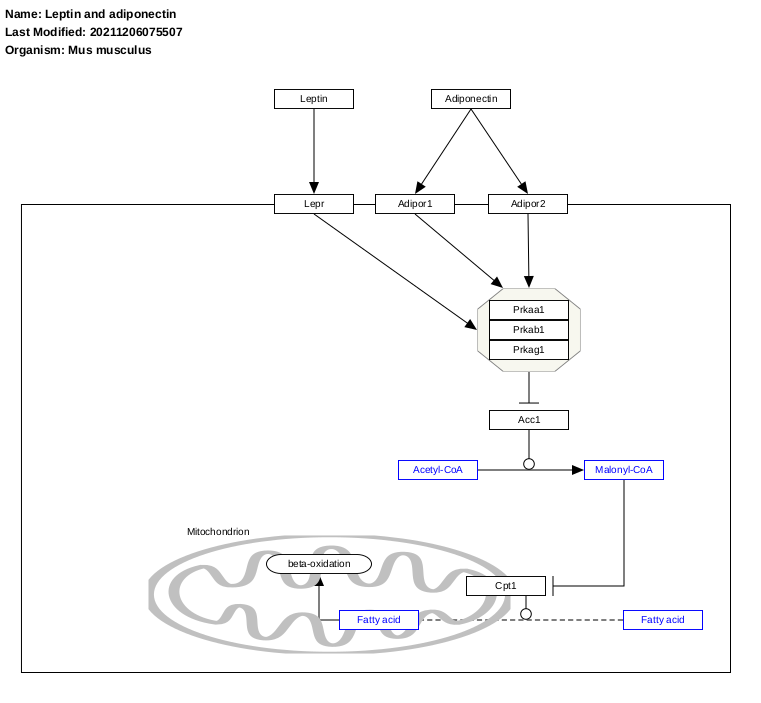 Name: Leptin and adiponectin
Last Modified: 20211206075507
Organism: Mus musculus
Leptin
Adiponectin
Lepr
Adipor1
Adipor2
Prkaa1
Prkab1
Prkag1
Acc1
Acetyl-CoA
Malonyl-CoA
Mitochondrion
beta-oxidation
Cpt1
Fatty acid
Fatty acid